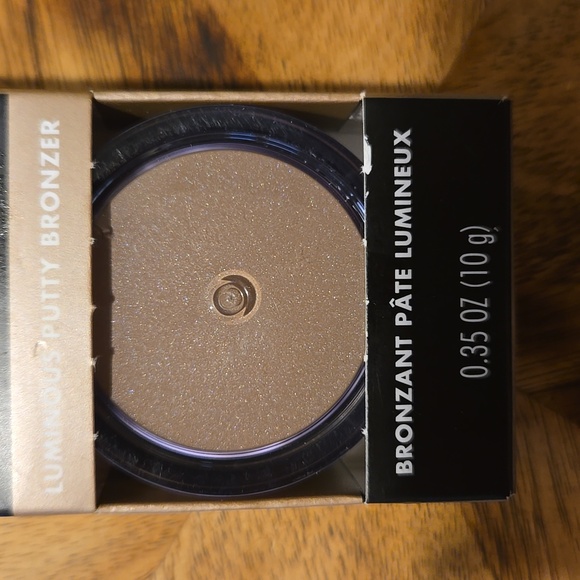 LUMINOUS PUTTY BRONZER
BRONZANT PÂTE LUMINEUX
0.35 OZ (10 g)